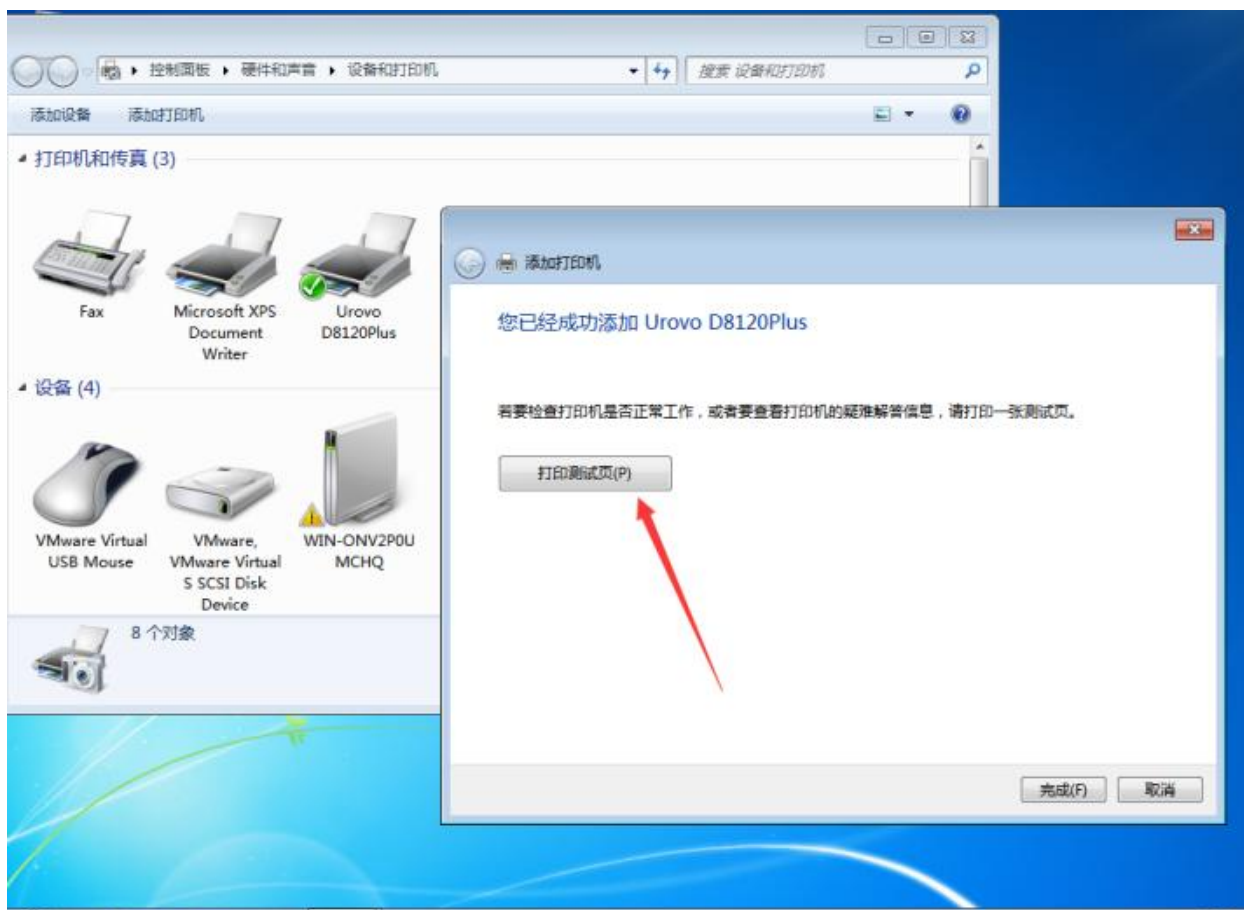 控制面板 ▸ 硬件和声音 ▸ 设备和打印机
搜索 设备和打印机
添加设备 添加打印机
打印机和传真 (3)
Fax
Microsoft XPS
Document
Writer
Urovo
D8120Plus
设备 (4)
VMware Virtual
USB Mouse
VMware,
VMware Virtual
S SCSI Disk
Device
WIN-ONV2P0U
MCHQ
8 个对象
添加打印机
您已经成功添加 Urovo D8120Plus
若要检查打印机是否正常工作，或者要查看打印机的疑难解答信息，请打印一张测试页。
打印测试页(P)
完成(F) 取消